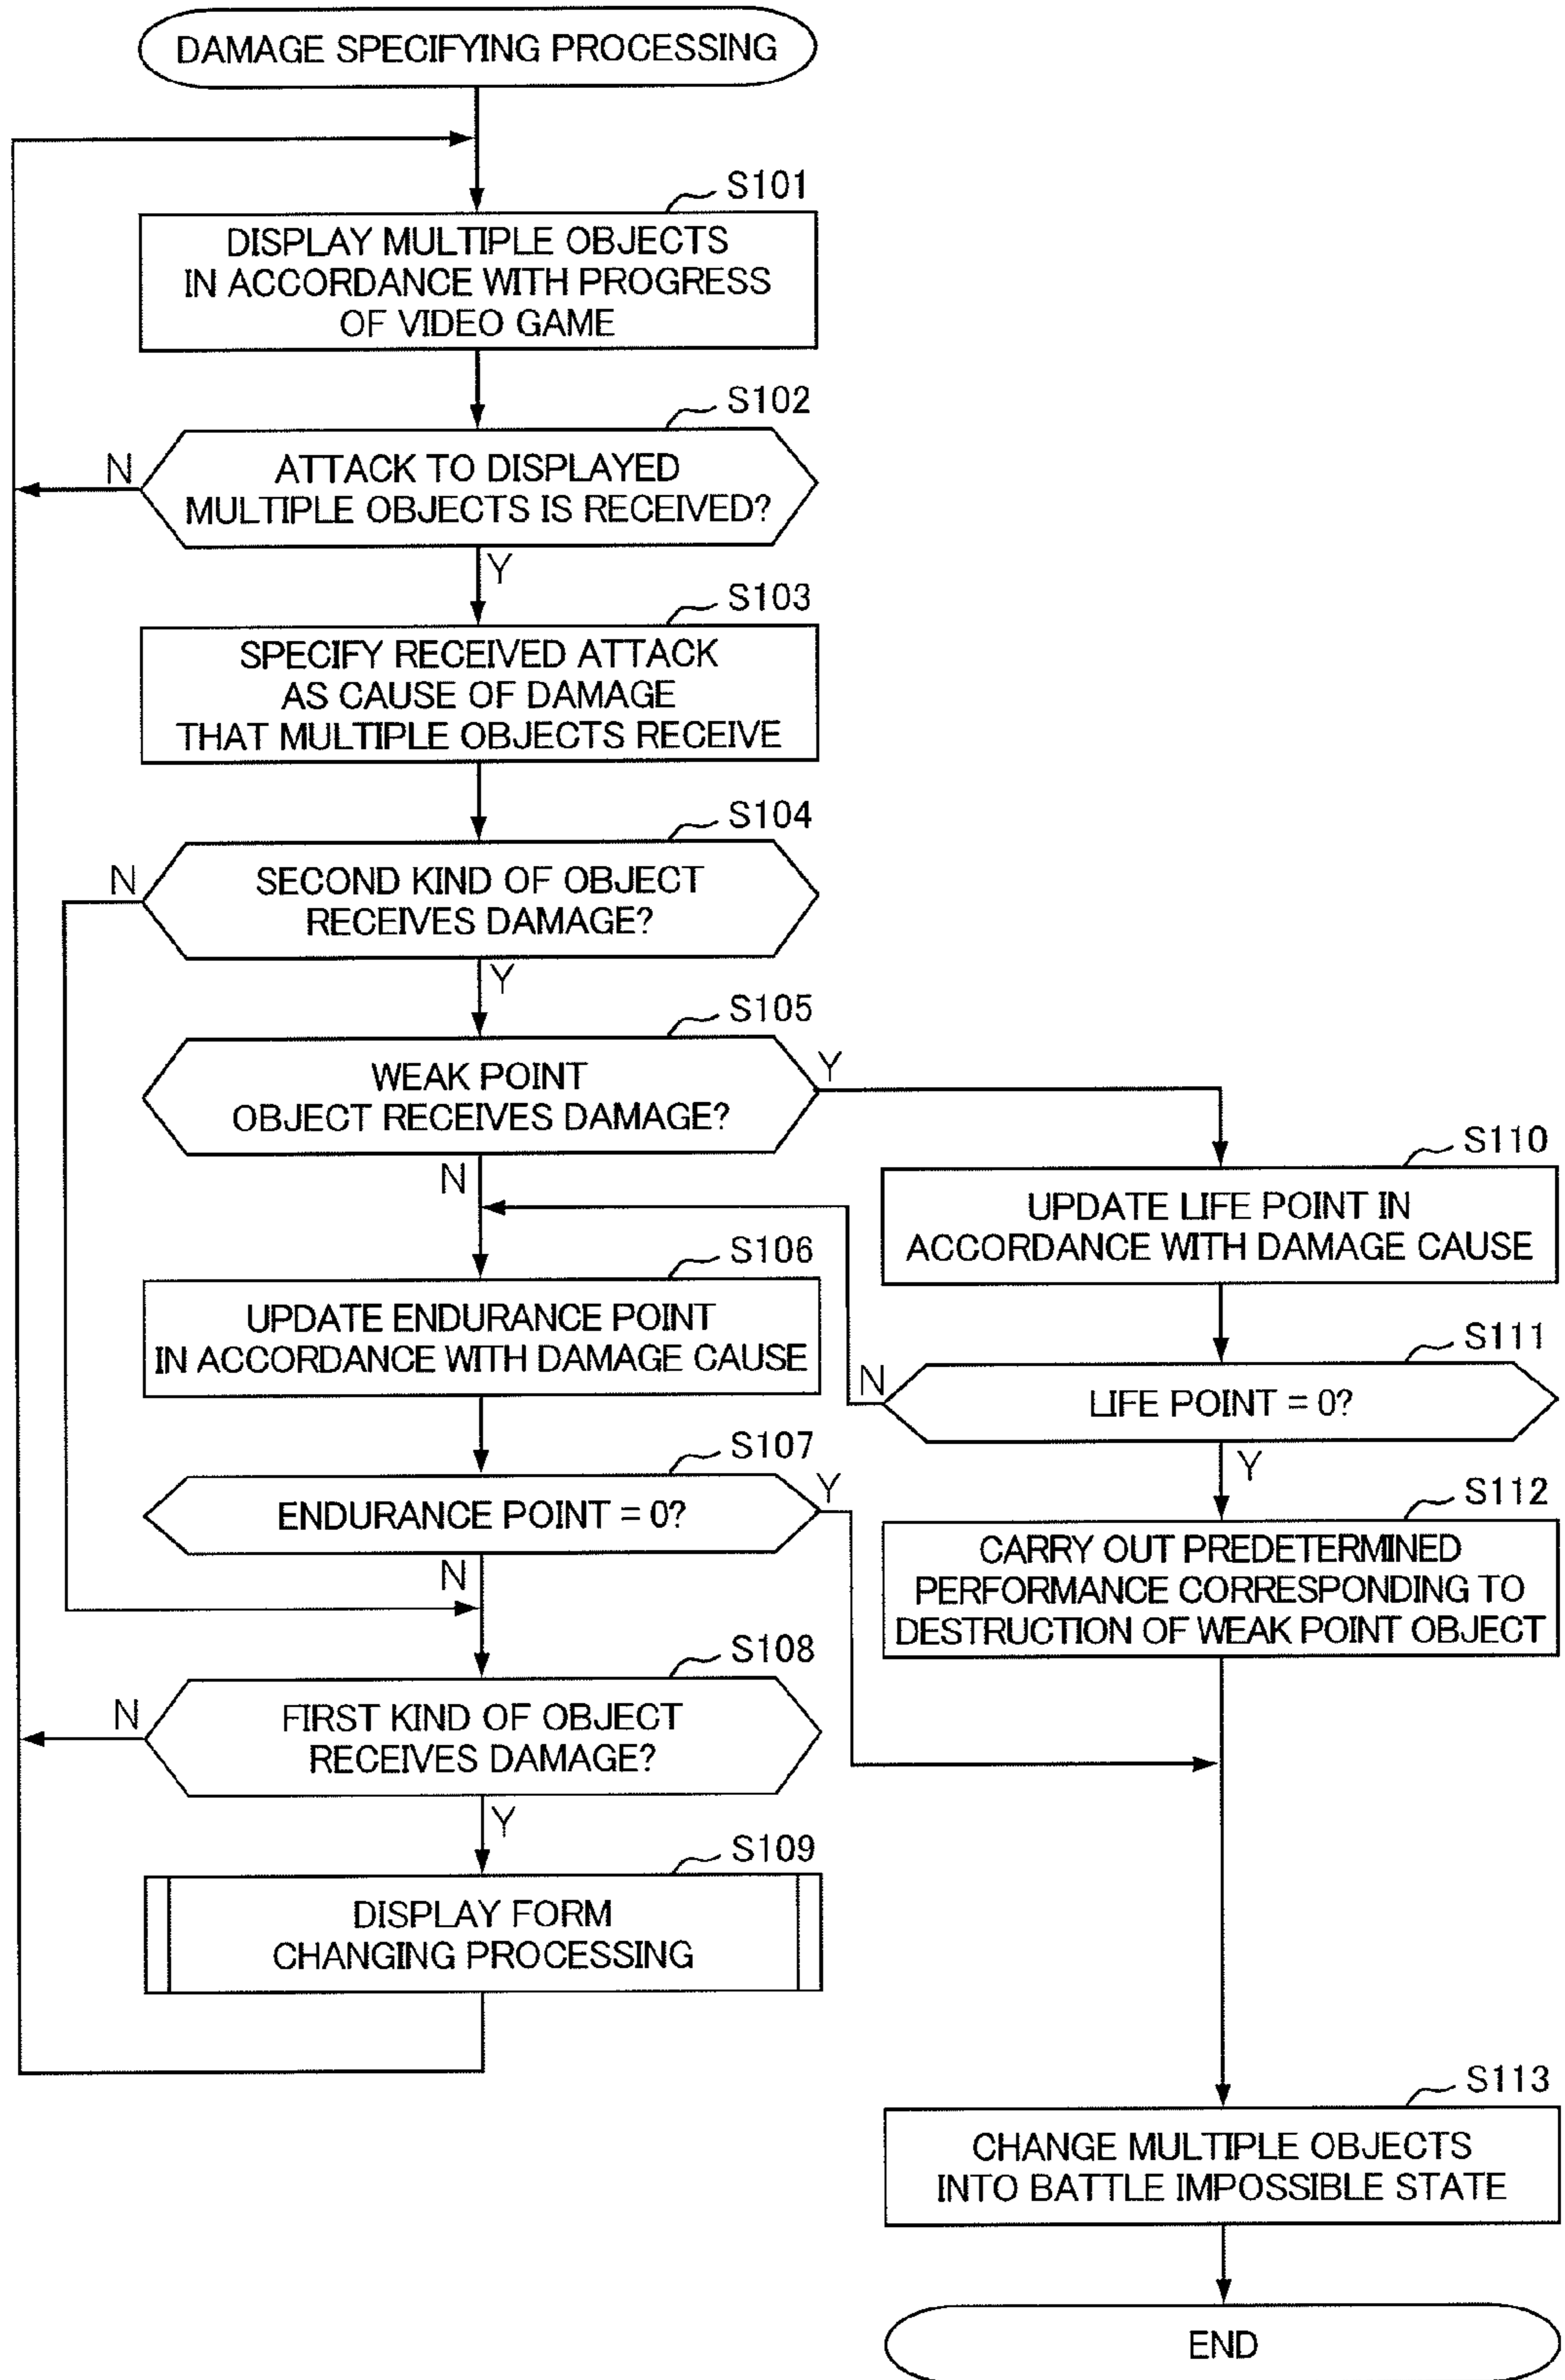 DAMAGE SPECIFYING PROCESSING
S101
DISPLAY MULTIPLE OBJECTS
IN ACCORDANCE WITH PROGRESS
OF VIDEO GAME
S102
N
ATTACK TO DISPLAYED
MULTIPLE OBJECTS IS RECEIVED?
Y
S103
SPECIFY RECEIVED ATTACK
AS CAUSE OF DAMAGE
THAT MULTIPLE OBJECTS RECEIVE
S104
N
SECOND KIND OF OBJECT
RECEIVES DAMAGE?
Y
S105
WEAK POINT
OBJECT RECEIVES DAMAGE?
Y
N
S106
UPDATE ENDURANCE POINT
IN ACCORDANCE WITH DAMAGE CAUSE
S107
ENDURANCE POINT = 0?
Y
N
S108
N
FIRST KIND OF OBJECT
RECEIVES DAMAGE?
Y
S109
DISPLAY FORM
CHANGING PROCESSING
S110
UPDATE LIFE POINT IN
ACCORDANCE WITH DAMAGE CAUSE
S111
N
LIFE POINT = 0?
Y
S112
CARRY OUT PREDETERMINED
PERFORMANCE CORRESPONDING TO
DESTRUCTION OF WEAK POINT OBJECT
S113
CHANGE MULTIPLE OBJECTS
INTO BATTLE IMPOSSIBLE STATE
END